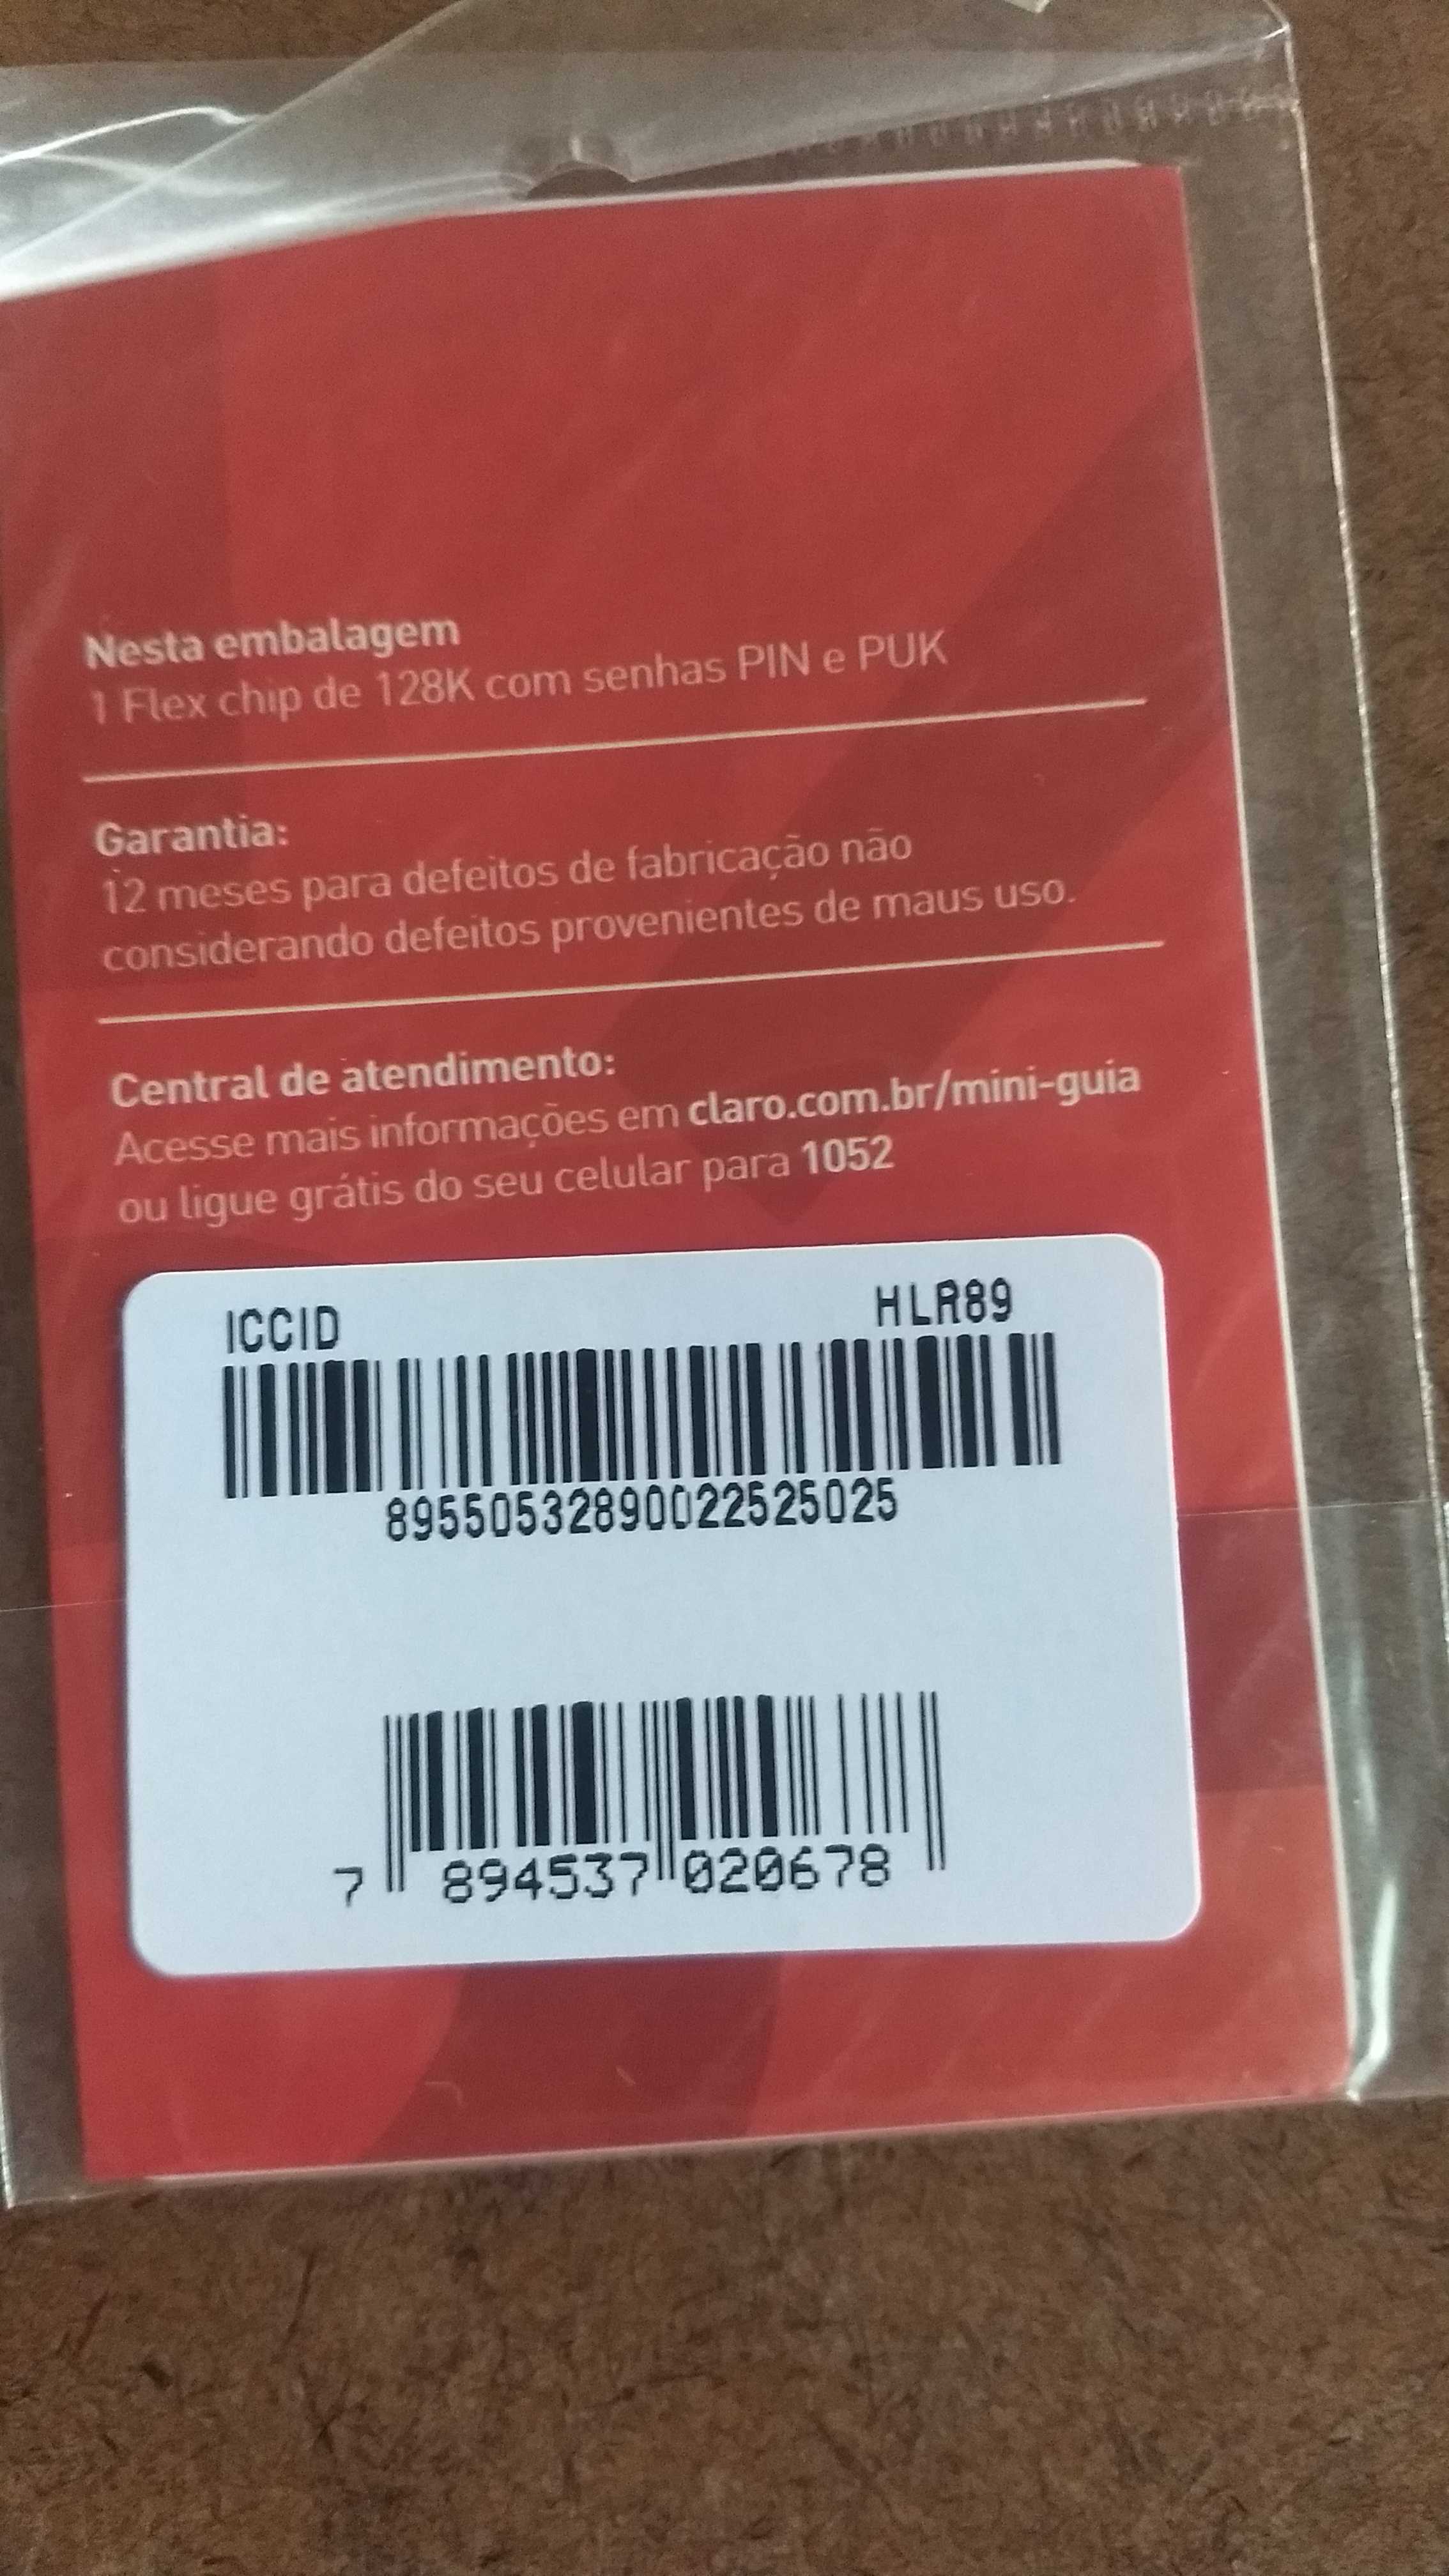 Nesta embalagem
1 Flex chip de 128K com senhas PIN e PUK
Garantia:
12 meses para defeitos de fabricação não
considerando defeitos provenientes de maus uso.
Central de atendimento:
Acesse mais informações em claro.com.br/mini-guia
ou ligue grátis do seu celular para 1052
ICCID HLR89
89550532890022525025
7 894537 020678